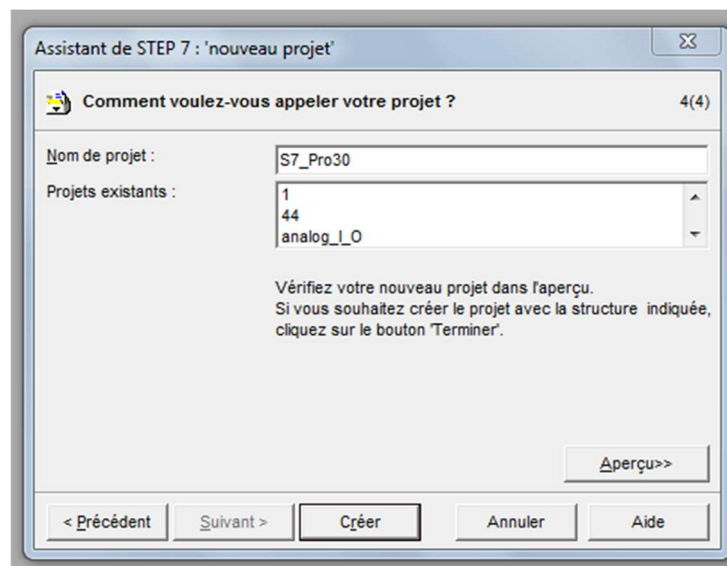 Assistant de STEP 7 : 'nouveau projet'
Comment voulez-vous appeler votre projet ? 4(4)
Nom de projet : S7_Pro30
Projets existants : 1
44
analog_I_O
Vérifiez votre nouveau projet dans l'aperçu.
Si vous souhaitez créer le projet avec la structure indiquée,
cliquez sur le bouton 'Terminer'.
Aperçu>>
< Précédent Suivant > Créer Annuler Aide